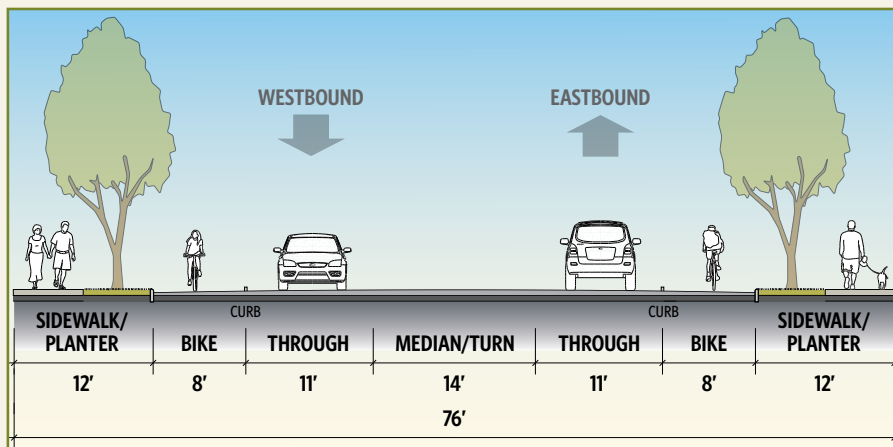 WESTBOUND
EASTBOUND
CURB
CURB
SIDEWALK/
PLANTER
BIKE
THROUGH
MEDIAN/TURN
THROUGH
BIKE
SIDEWALK/
PLANTER
12' 8' 11' 14' 11' 8' 12'
76'